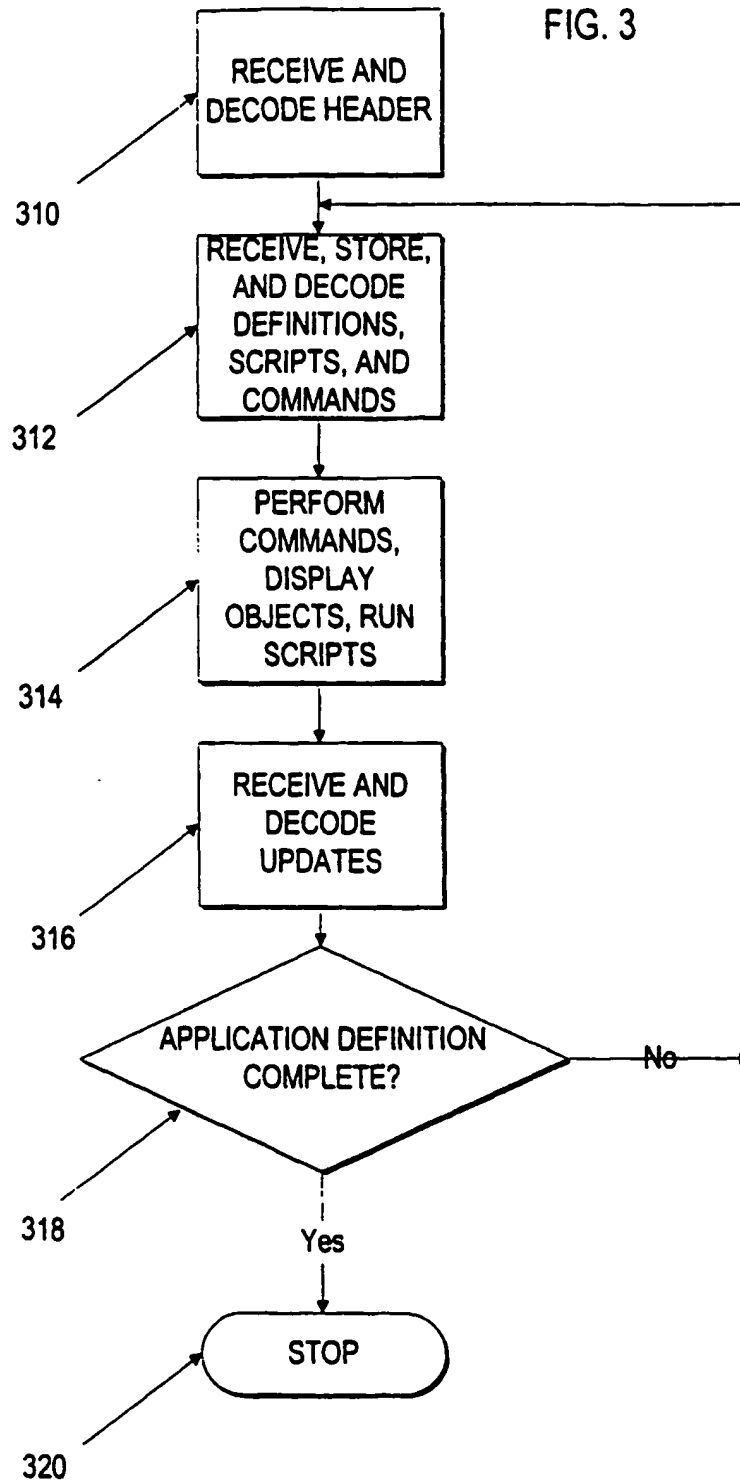 FIG. 3
RECEIVE AND
DECODE HEADER
310
RECEIVE, STORE,
AND DECODE
DEFINITIONS,
SCRIPTS, AND
COMMANDS
312
PERFORM
COMMANDS,
DISPLAY
OBJECTS, RUN
SCRIPTS
314
RECEIVE AND
DECODE
UPDATES
316
APPLICATION DEFINITION
COMPLETE?
No
318
Yes
STOP
320